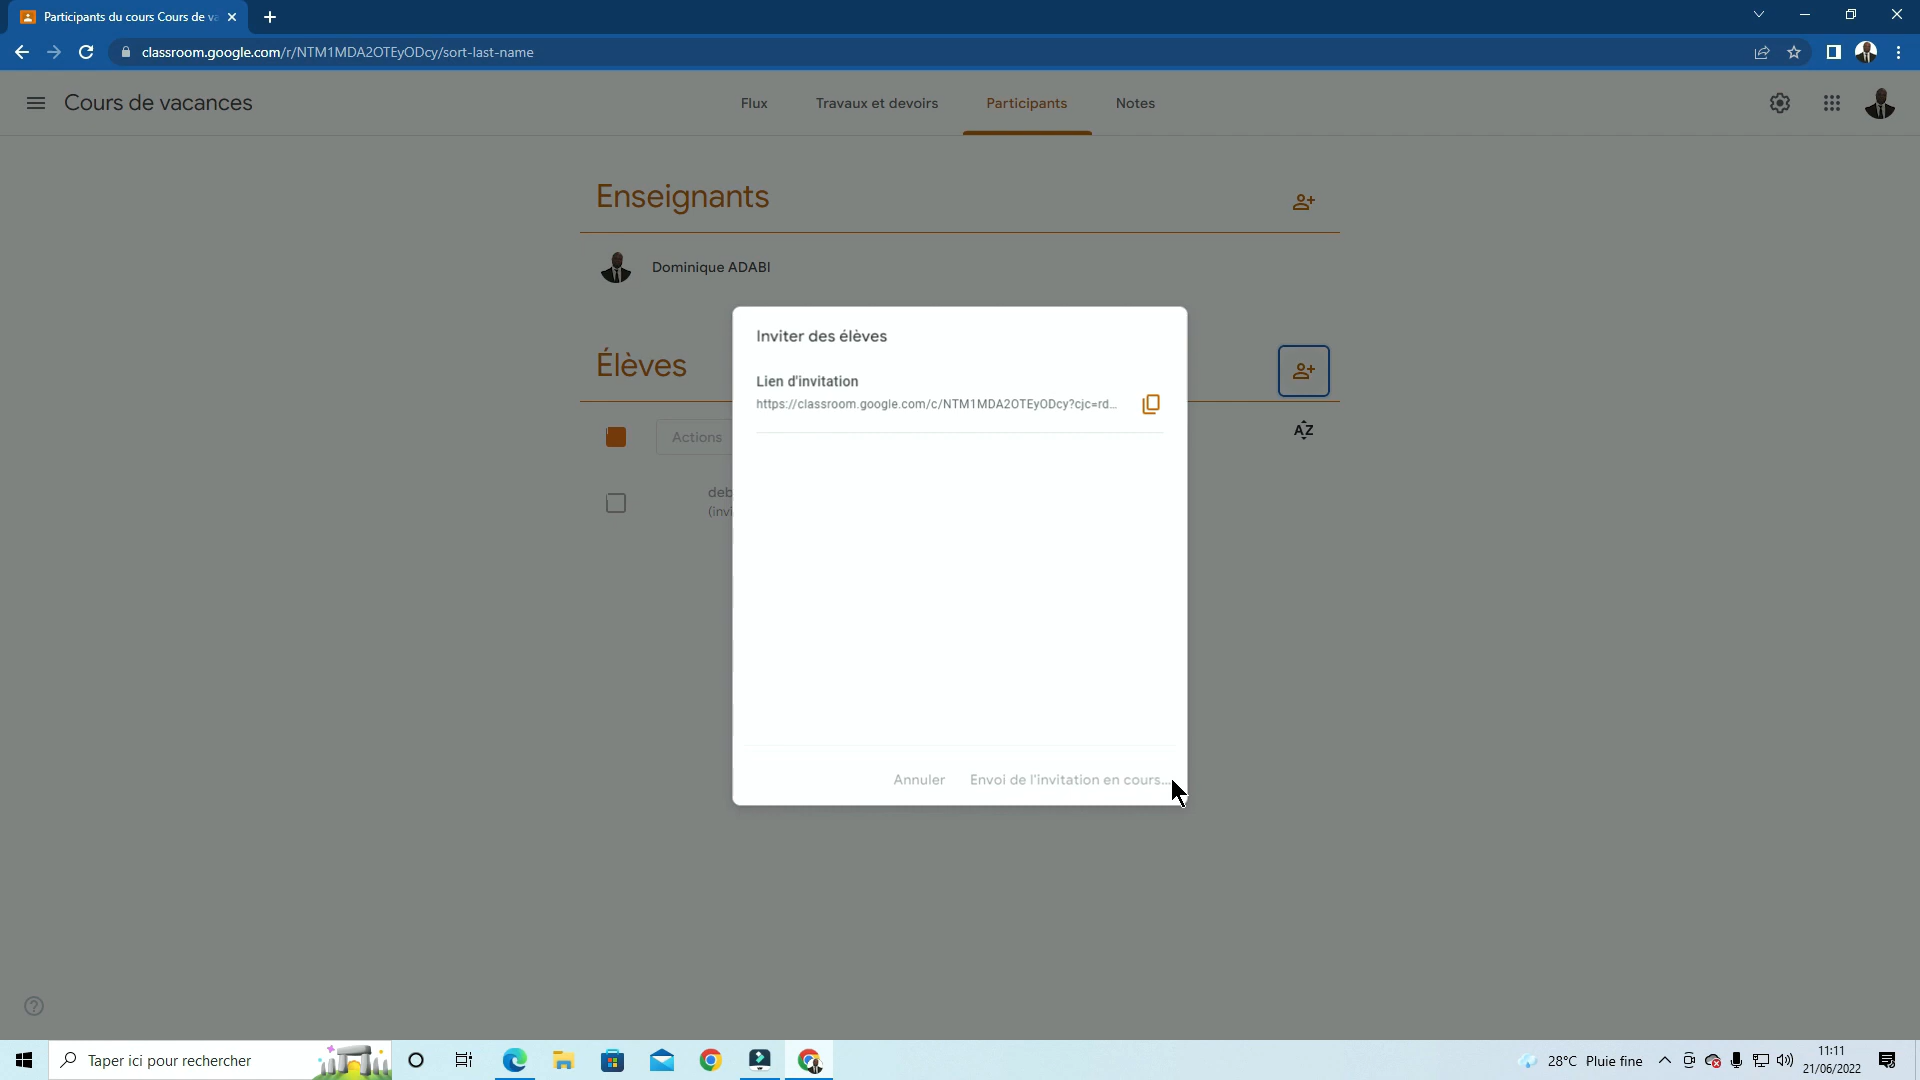 Participants du cours Cours de va
classroom.google.com/r/NTM1MDA2OTEyODcy/sort-last-name
Cours de vacances
Flux
Travaux et devoirs
Participants
Notes
Enseignants
Dominique ADABI
Inviter des élèves
Élèves
Lien d'invitation
https://classroom.google.com/c/NTM1MDA2OTEyODcy?cjc=rd...
Actions
AZ
deb
(invi
Annuler
Envoi de l'invitation en cours...
Taper ici pour rechercher
28°C Pluie fine
11:11
21/06/2022